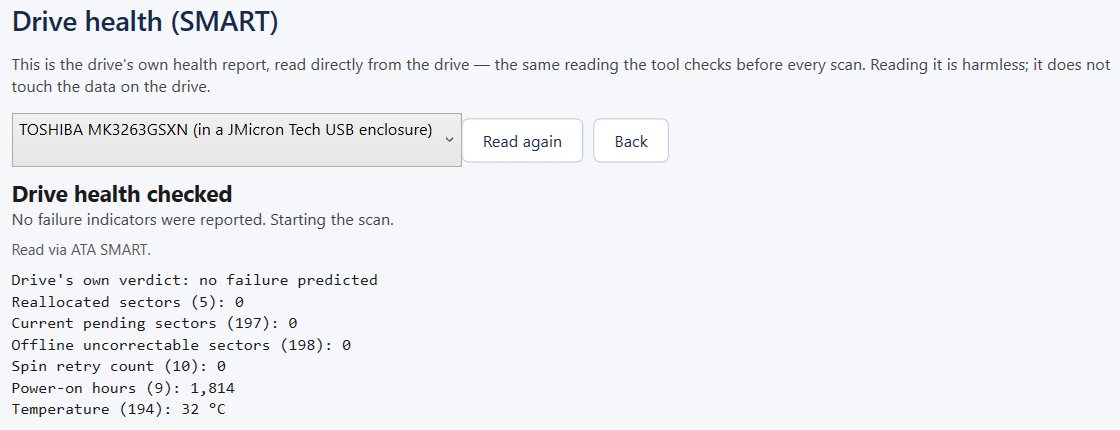 Drive health (SMART)
This is the drive's own health report, read directly from the drive — the same reading the tool checks before every scan. Reading it is harmless; it does not
touch the data on the drive.
TOSHIBA MK3263GSXN (in a JMicron Tech USB enclosure)
Read again
Back
Drive health checked
No failure indicators were reported. Starting the scan.
Read via ATA SMART.
Drive's own verdict: no failure predicted
Reallocated sectors (5): 0
Current pending sectors (197): 0
Offline uncorrectable sectors (198): 0
Spin retry count (10): 0
Power-on hours (9): 1,814
Temperature (194): 32 °C